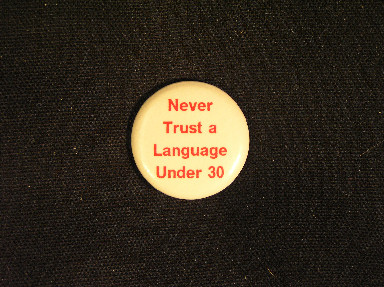 Never
Trust a
Language
Under 30